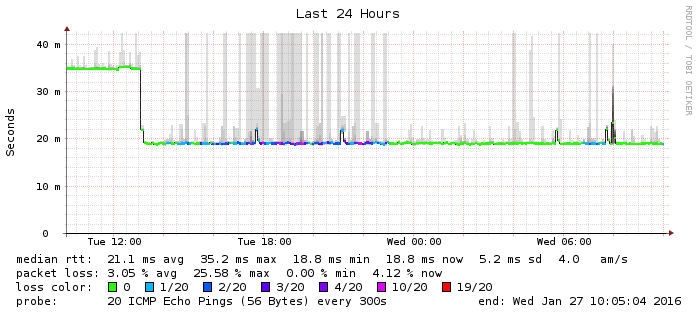 Last 24 Hours
RRDTOOL / TOBI OETIKER
Seconds
40 m
30 m
20 m
10 m
0
Tue 12:00 Tue 18:00 Wed 00:00 Wed 06:00
median rtt: 21.1 ms avg 35.2 ms max 18.8 ms min 18.8 ms now 5.2 ms sd 4.0 am/s
packet loss: 3.05 % avg 25.58 % max 0.00 % min 4.12 % now
loss color: 0 1/20 2/20 3/20 4/20 10/20 19/20
probe: 20 ICMP Echo Pings (56 Bytes) every 300s end: Wed Jan 27 10:05:04 2016